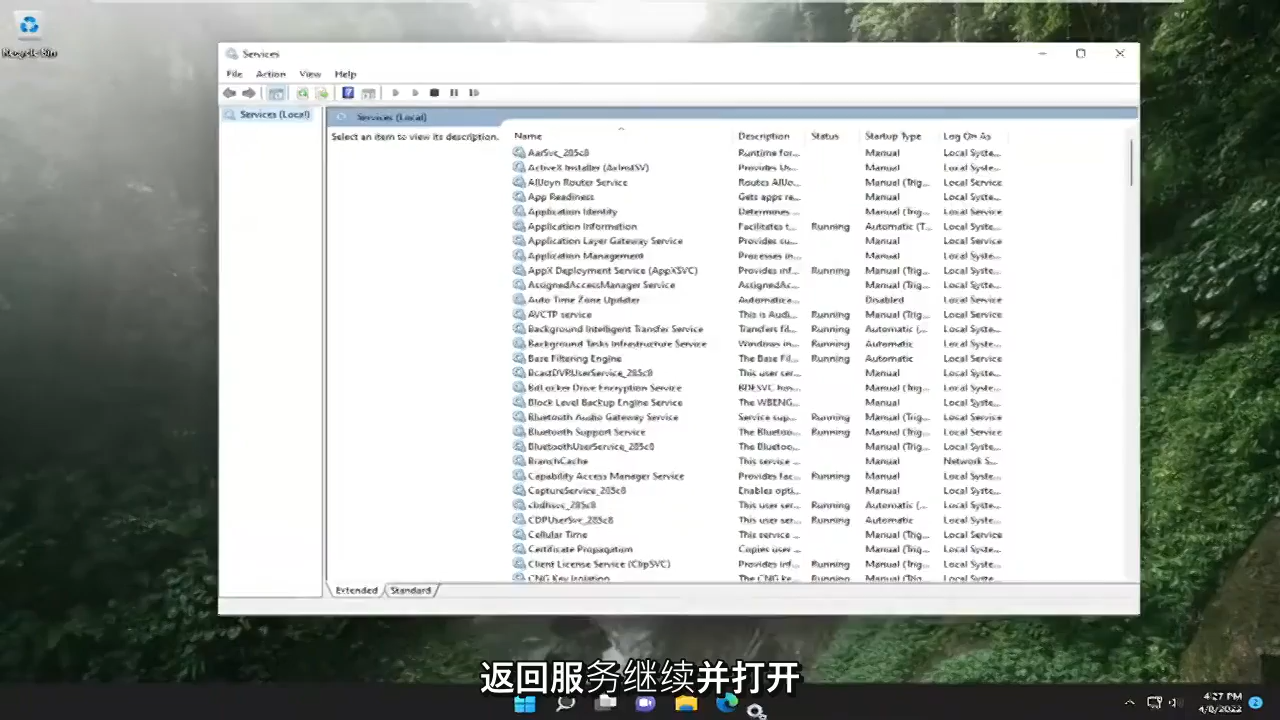 Recycle Bin
Services
File Action View Help
Services (Local)
Services (Local)
Select an item to view its description.
Name Description Status Startup Type Log On As
AarSvc_285c8 Runtime for... Manual Local Syste...
ActiveX Installer (AxInstSV) Provides Us... Manual Local Syste...
AllJoyn Router Service Routes AllJo... Manual (Trig... Local Service
App Readiness Gets apps re... Manual Local Syste...
Application Identity Determines ... Manual (Trig... Local Service
Application Information Facilitates t... Running Automatic (T... Local Syste...
Application Layer Gateway Service Provides su... Manual Local Service
Application Management Processes in... Manual Local Syste...
AppX Deployment Service (AppXSVC) Provides inf... Running Manual (Trig... Local Syste...
AssignedAccessManager Service AssignedAc... Manual (Trig... Local Syste...
Auto Time Zone Updater Automatica... Disabled Local Service
AVCTP service This is Audi... Running Manual (Trig... Local Service
Background Intelligent Transfer Service Transfers fil... Running Automatic (... Local Syste...
Background Tasks Infrastructure Service Windows in... Running Automatic Local Syste...
Base Filtering Engine The Base Fil... Running Automatic Local Service
BcastDVRUserService_285c8 This user ser... Manual Local Syste...
BitLocker Drive Encryption Service BDESVC hos... Manual (Trig... Local Syste...
Block Level Backup Engine Service The WBENG... Manual Local Syste...
Bluetooth Audio Gateway Service Service sup... Running Manual (Trig... Local Service
Bluetooth Support Service The Bluetoo... Running Manual (Trig... Local Service
BluetoothUserService_285c8 The Bluetoo... Manual (Trig... Local Syste...
BranchCache This service ... Manual Network S...
Capability Access Manager Service Provides fac... Running Manual Local Syste...
CaptureService_285c8 Enables opti... Manual Local Syste...
cbdhsvc_285c8 This user ser... Running Automatic (... Local Syste...
CDPUserSvc_285c8 This user ser... Running Automatic Local Syste...
Cellular Time This service ... Manual (Trig... Local Service
Certificate Propagation Copies user ... Manual (Trig... Local Syste...
Client License Service (ClipSVC) Provides inf... Running Manual (Trig... Local Syste...
CNG Key Isolation The CNG ke... Running Manual (Trig... Local Syste...
Extended Standard
返回服务继续并打开
4:27 PM
4/8/2022
2